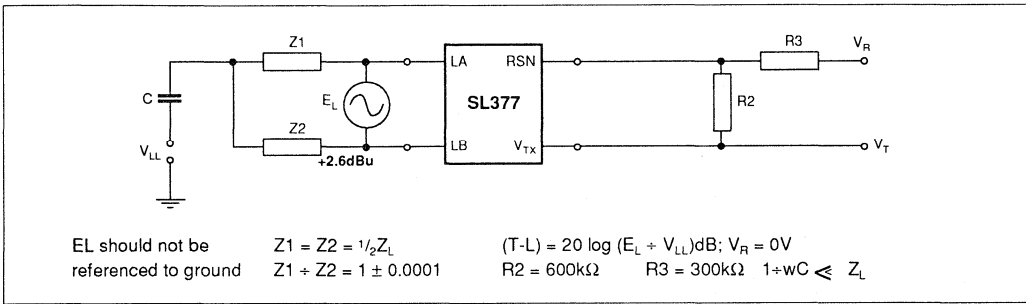 Z1
R3
V_R
LA
RSN
C
E_L
SL377
R2
Z2
V_LL
+2.6dBu
LB
V_TX
V_T
EL should not be
referenced to ground
Z1 = Z2 = 1/2Z_L
Z1 ÷ Z2 = 1 ± 0.0001
(T-L) = 20 log (E_L ÷ V_LL)dB; V_R = 0V
R2 = 600kΩ R3 = 300kΩ 1÷wC ⩽ Z_L